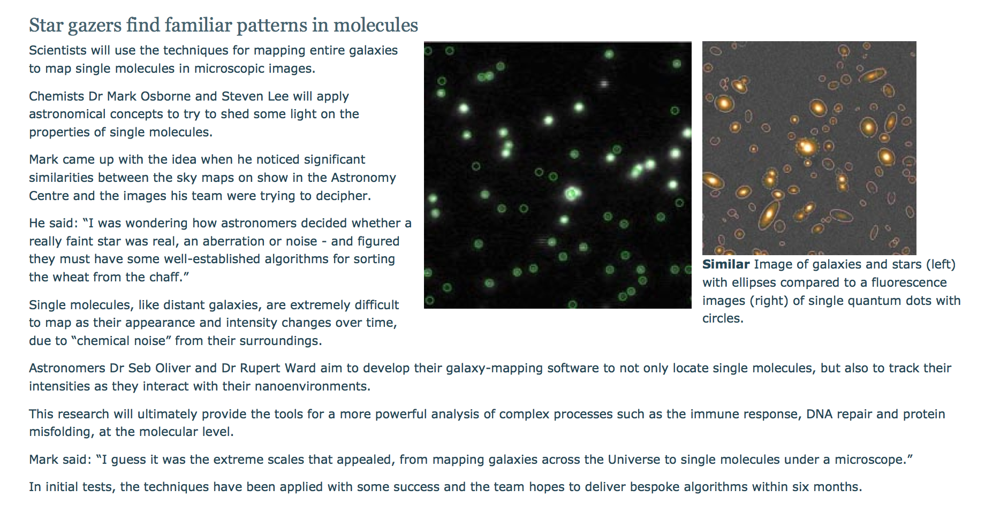 Star gazers find familiar patterns in molecules
Scientists will use the techniques for mapping entire galaxies
to map single molecules in microscopic images.
Chemists Dr Mark Osborne and Steven Lee will apply
astronomical concepts to try to shed some light on the
properties of single molecules.
Mark came up with the idea when he noticed significant
similarities between the sky maps on show in the Astronomy
Centre and the images his team were trying to decipher.
He said: “I was wondering how astronomers decided whether a
really faint star was real, an aberration or noise - and figured
they must have some well-established algorithms for sorting
the wheat from the chaff.”
Single molecules, like distant galaxies, are extremely difficult
to map as their appearance and intensity changes over time,
due to “chemical noise” from their surroundings.
Similar Image of galaxies and stars (left)
with ellipses compared to a fluorescence
images (right) of single quantum dots with
circles.
Astronomers Dr Seb Oliver and Dr Rupert Ward aim to develop their galaxy-mapping software to not only locate single molecules, but also to track their
intensities as they interact with their nanoenvironments.
This research will ultimately provide the tools for a more powerful analysis of complex processes such as the immune response, DNA repair and protein
misfolding, at the molecular level.
Mark said: “I guess it was the extreme scales that appealed, from mapping galaxies across the Universe to single molecules under a microscope.”
In initial tests, the techniques have been applied with some success and the team hopes to deliver bespoke algorithms within six months.